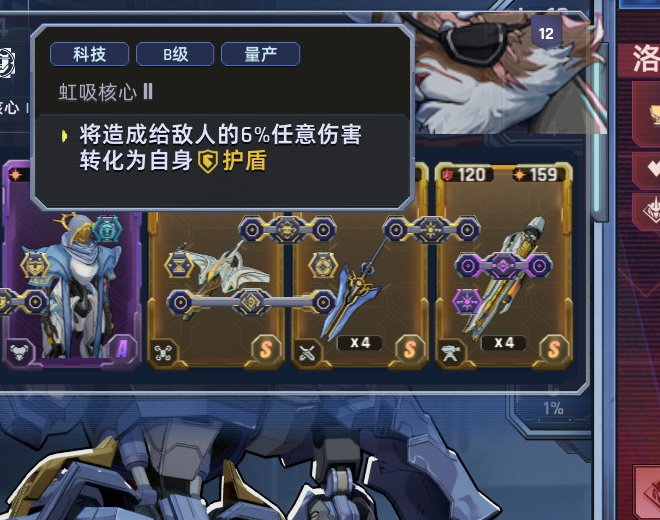 12
科技 B级 量产
虹吸核心 II
核心 I
洛
将造成给敌人的6%任意伤害
转化为自身护盾
120 159
A S x4 S x4 S
1%